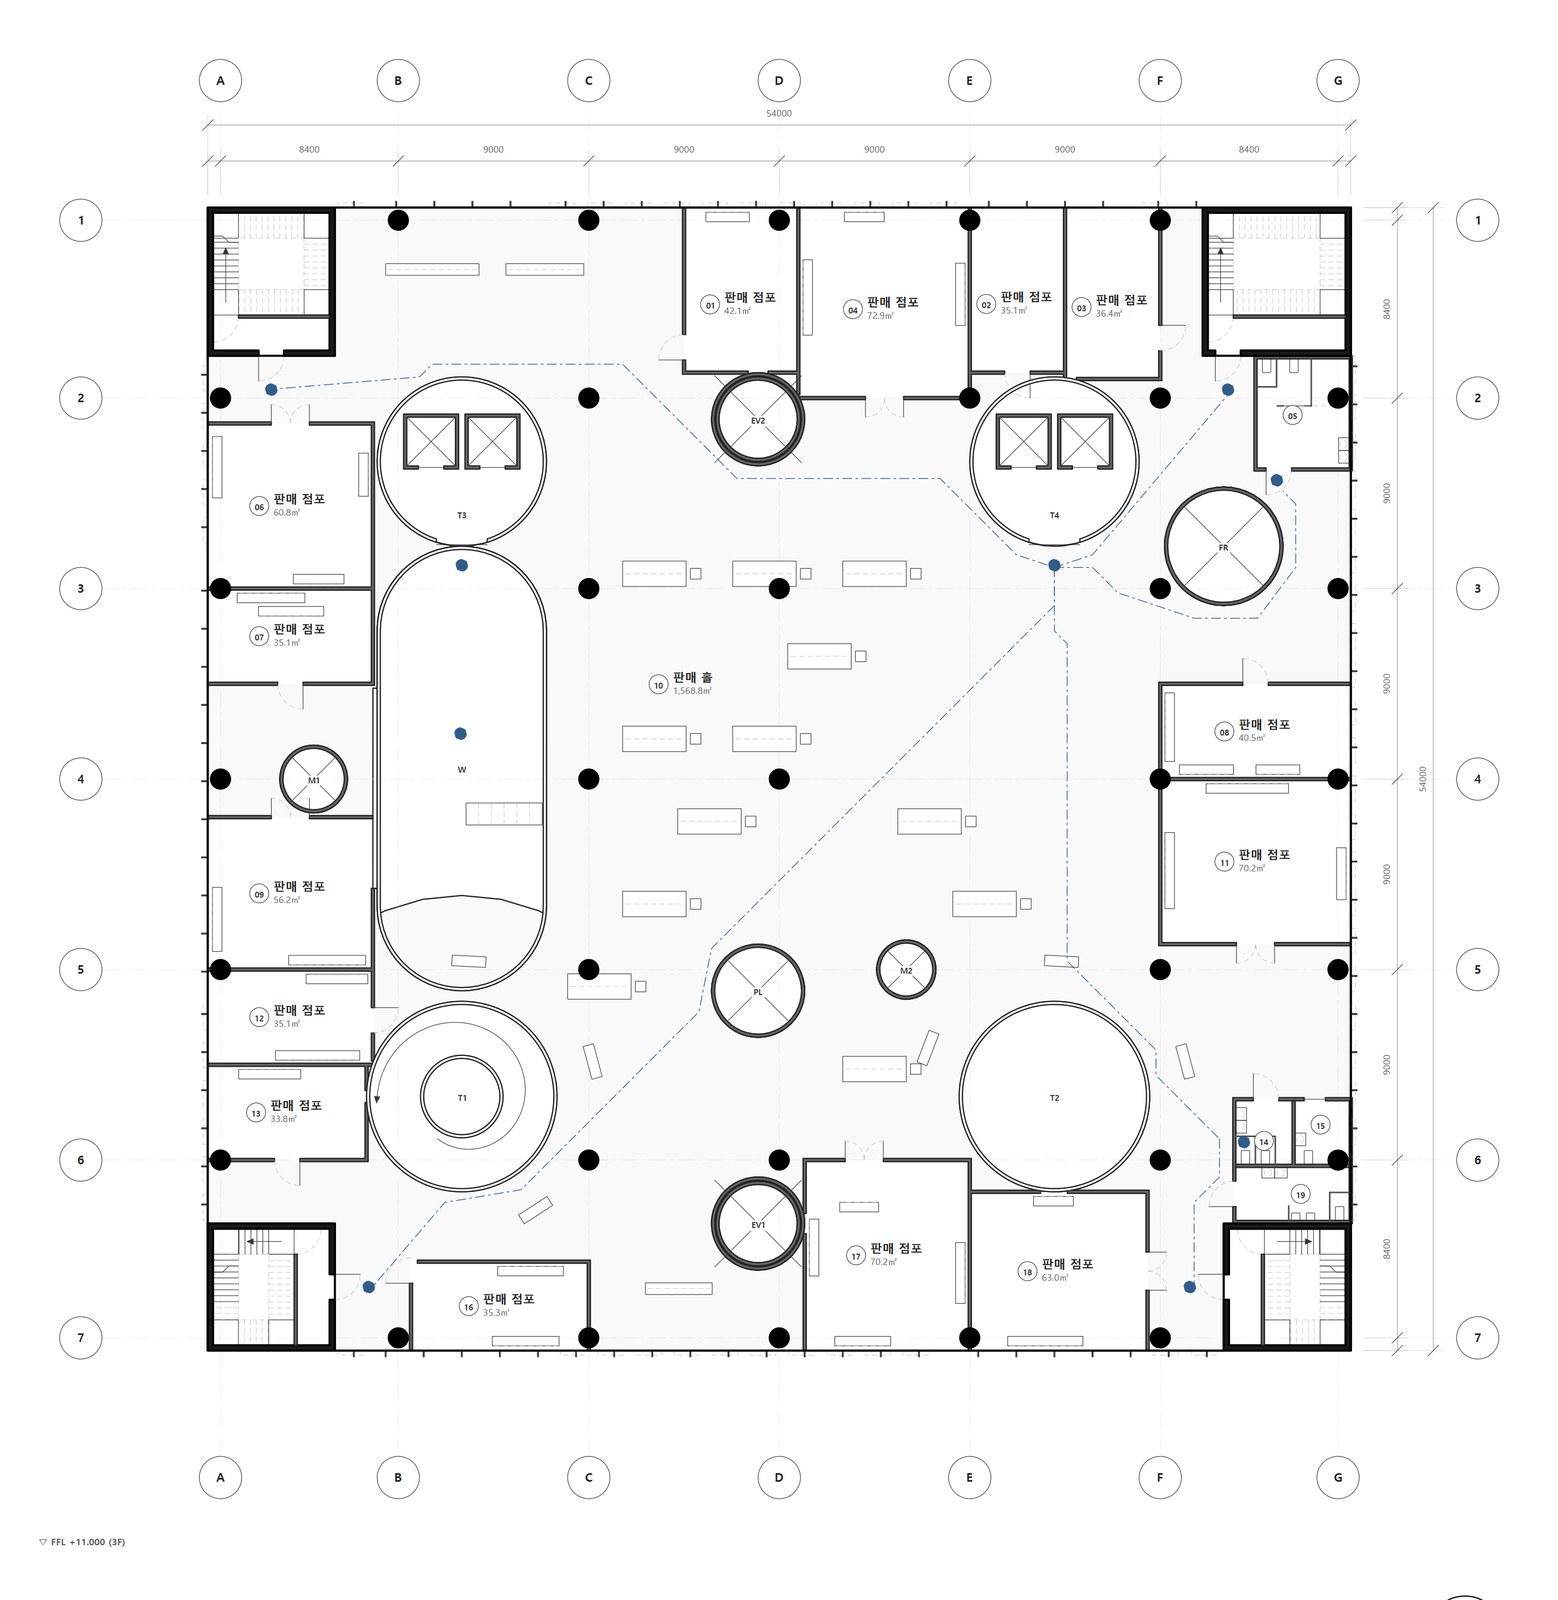 A B C D E F G
54000
8400 9000 9000 9000 9000 8400
1 1
01 판매 점포
42.1㎡
04 판매 점포
72.9㎡
02 판매 점포
35.1㎡
03 판매 점포
36.4㎡
8400
2 2
EV2
05
06 판매 점포
60.8㎡
T3
T4
9000
FR
3 3
07 판매 점포
35.1㎡
10 판매 홀
1,568.8㎡
9000
08 판매 점포
40.5㎡
W
M1
4 4
54000
09 판매 점포
56.2㎡
11 판매 점포
70.2㎡
9000
5 5
PL
M2
12 판매 점포
35.1㎡
13 판매 점포
33.8㎡
T1
T2
9000
14
15
6 6
19
EV1
17 판매 점포
70.2㎡
18 판매 점포
63.0㎡
8400
16 판매 점포
35.3㎡
7 7
A B C D E F G
▽ FFL +11.000 (3F)